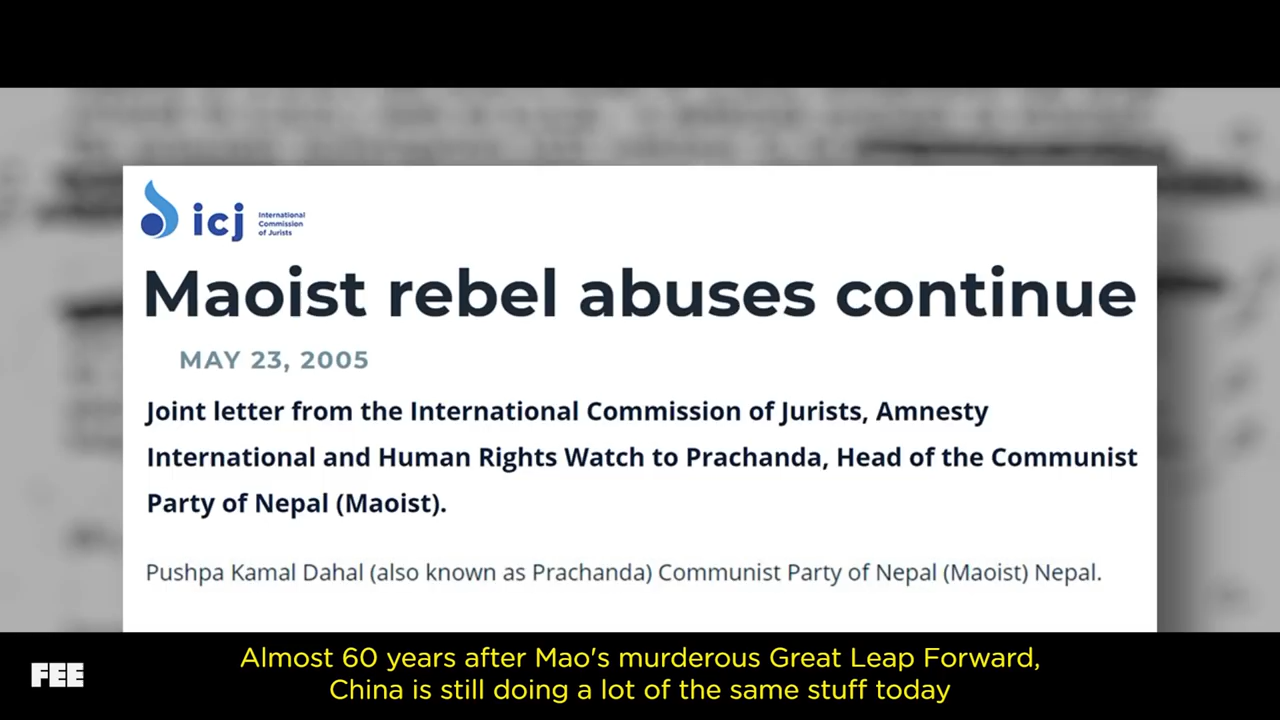 icj
International
Commission
of Jurists
Maoist rebel abuses continue
MAY 23, 2005
Joint letter from the International Commission of Jurists, Amnesty
International and Human Rights Watch to Prachanda, Head of the Communist
Party of Nepal (Maoist).
Pushpa Kamal Dahal (also known as Prachanda) Communist Party of Nepal (Maoist) Nepal.
FEE
Almost 60 years after Mao's murderous Great Leap Forward,
China is still doing a lot of the same stuff today